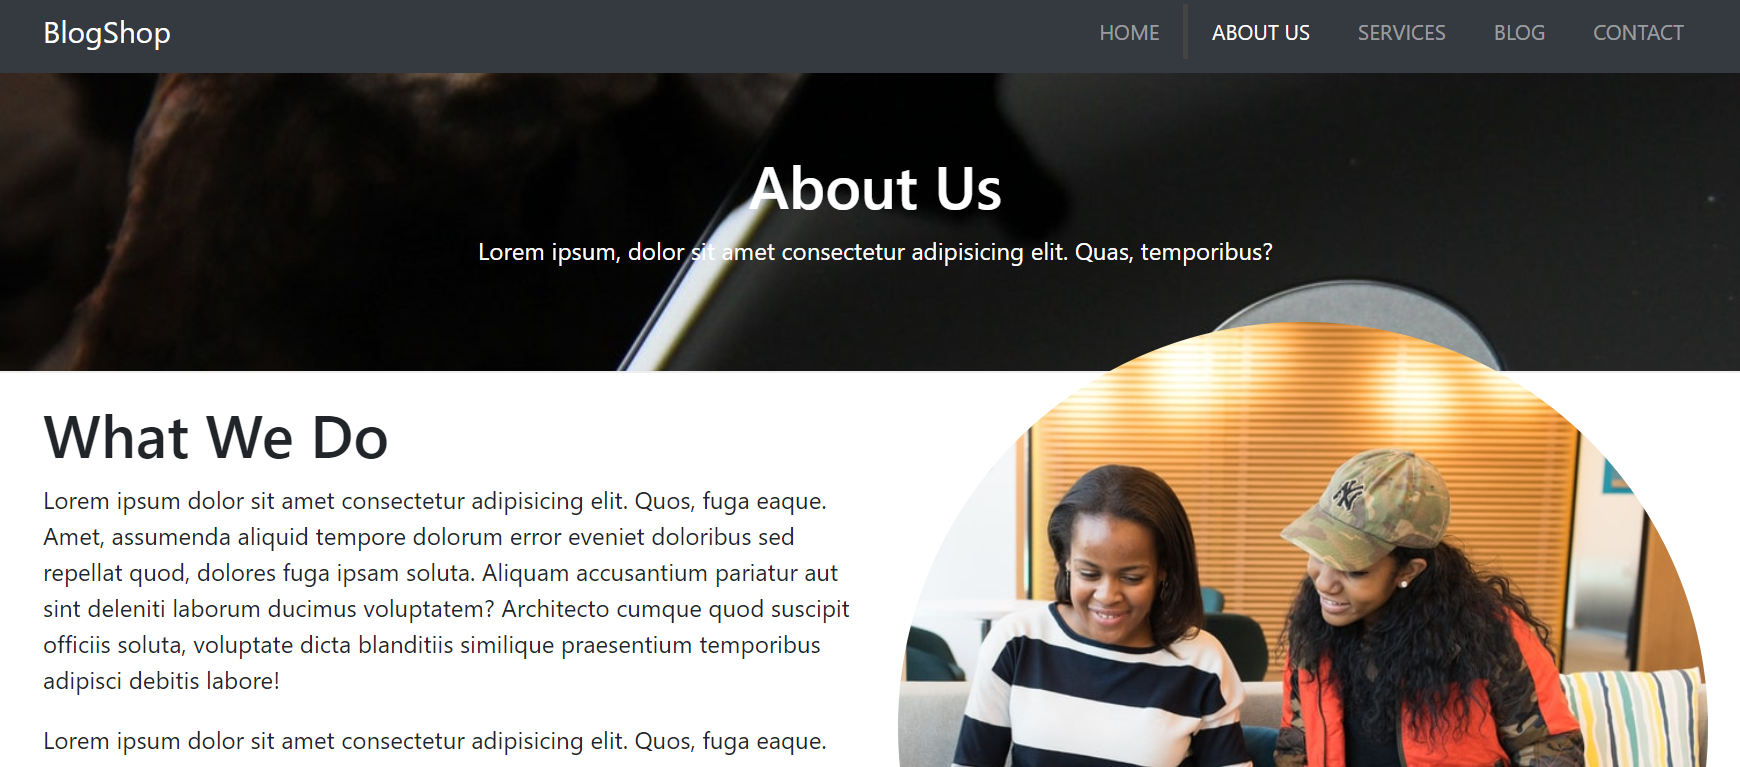 BlogShop
HOME ABOUT US SERVICES BLOG CONTACT
About Us
Lorem ipsum, dolor sit amet consectetur adipisicing elit. Quas, temporibus?
What We Do
Lorem ipsum dolor sit amet consectetur adipisicing elit. Quos, fuga eaque.
Amet, assumenda aliquid tempore dolorum error eveniet doloribus sed
repellat quod, dolores fuga ipsam soluta. Aliquam accusantium pariatur aut
sint deleniti laborum ducimus voluptatem? Architecto cumque quod suscipit
officiis soluta, voluptate dicta blanditiis similique praesentium temporibus
adipisci debitis labore!
Lorem ipsum dolor sit amet consectetur adipisicing elit. Quos, fuga eaque.
NY